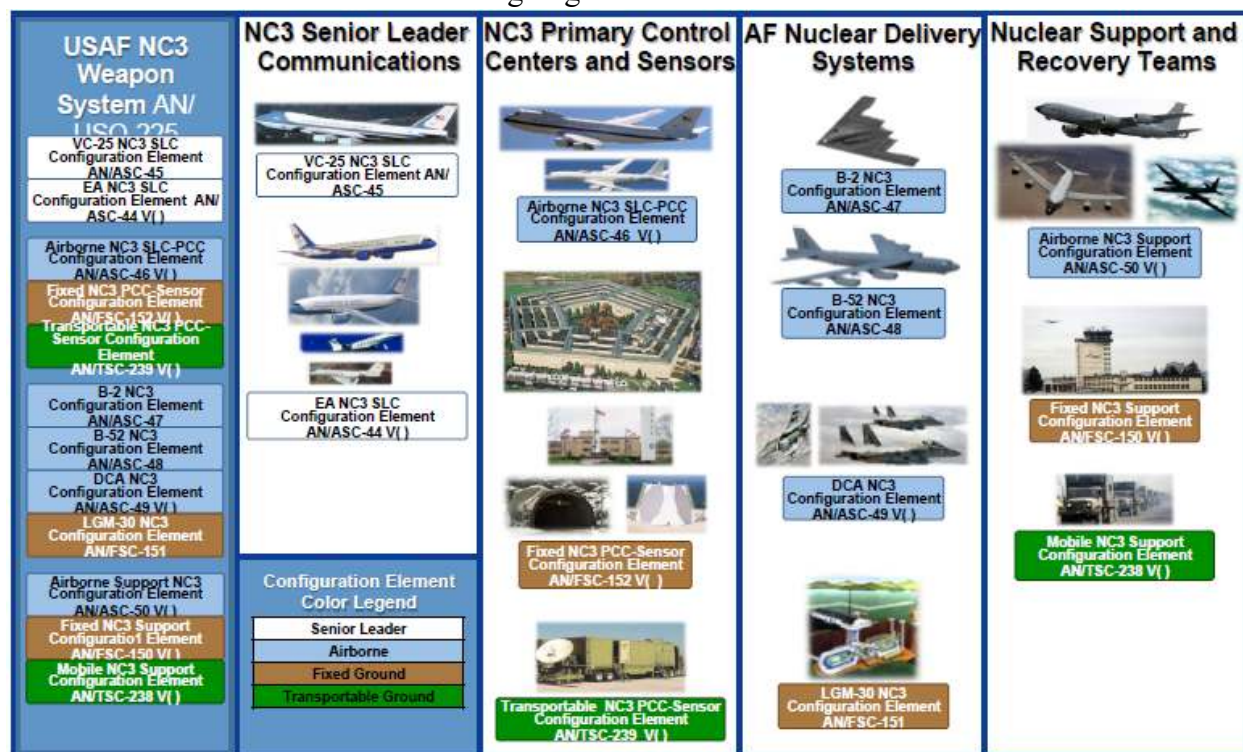 USAF NC3
Weapon
System AN/
USQ-225
VC-25 NC3 SLC
Configuration Element
AN/ASC-45
EA NC3 SLC
Configuration Element AN/
ASC-44 V( )
Airborne NC3 SLC-PCC
Configuration Element
AN/ASC-46 V( )
Fixed NC3 PCC-Sensor
Configuration Element
AN/FSC-152 V( )
Transportable NC3 PCC-
Sensor Configuration
Element
AN/TSC-239 V( )
B-2 NC3
Configuration Element
AN/ASC-47
B-52 NC3
Configuration Element
AN/ASC-48
DCA NC3
Configuration Element
AN/ASC-49 V( )
LGM-30 NC3
Configuration Element
AN/FSC-151
Airborne Support NC3
Configuration Element
AN/ASC-50 V( )
Fixed NC3 Support
Configuratio1 Element
AN/FSC-150 V( )
Mobile NC3 Support
Configuration Element
AN/TSC-238 V( )
NC3 Senior Leader
Communications
VC-25 NC3 SLC
Configuration Element AN/
ASC-45
EA NC3 SLC
Configuration Element
AN/ASC-44 V( )
Configuration Element
Color Legend
Senior Leader
Airborne
Fixed Ground
Transportable Ground
NC3 Primary Control
Centers and Sensors
Airborne NC3 SLC-PCC
Configuration Element
AN/ASC-46 V( )
Fixed NC3 PCC-Sensor
Configuration Element
AN/FSC-152 V( )
Transportable NC3 PCC-Sensor
Configuration Element
AN/TSC-239 V( )
AF Nuclear Delivery
Systems
B-2 NC3
Configuration Element
AN/ASC-47
B-52 NC3
Configuration Element
AN/ASC-48
DCA NC3
Configuration Element
AN/ASC-49 V( )
LGM-30 NC3
Configuration Element
AN/FSC-151
Nuclear Support and
Recovery Teams
Airborne NC3 Support
Configuration Element
AN/ASC-50 V( )
Fixed NC3 Support
Configuration Element
AN/FSC-150 V( )
Mobile NC3 Support
Configuration Element
AN/TSC-238 V( )